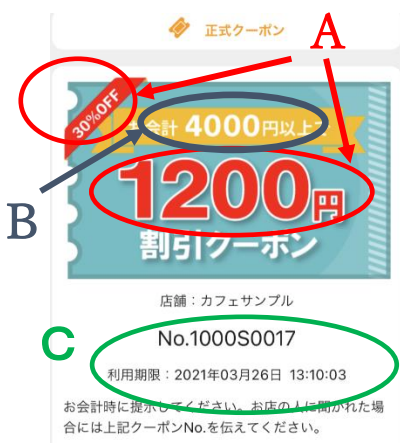 正式クーポン
A
30%OFF
お会計 4000円以上で
1200円
割引クーポン
B
店舗：カフェサンプル
C
No.1000S0017
利用期限：2021年03月26日 13:10:03
お会計時に提示してください。お店の人に聞かれた場
合には上記クーポンNo.を伝えてください。